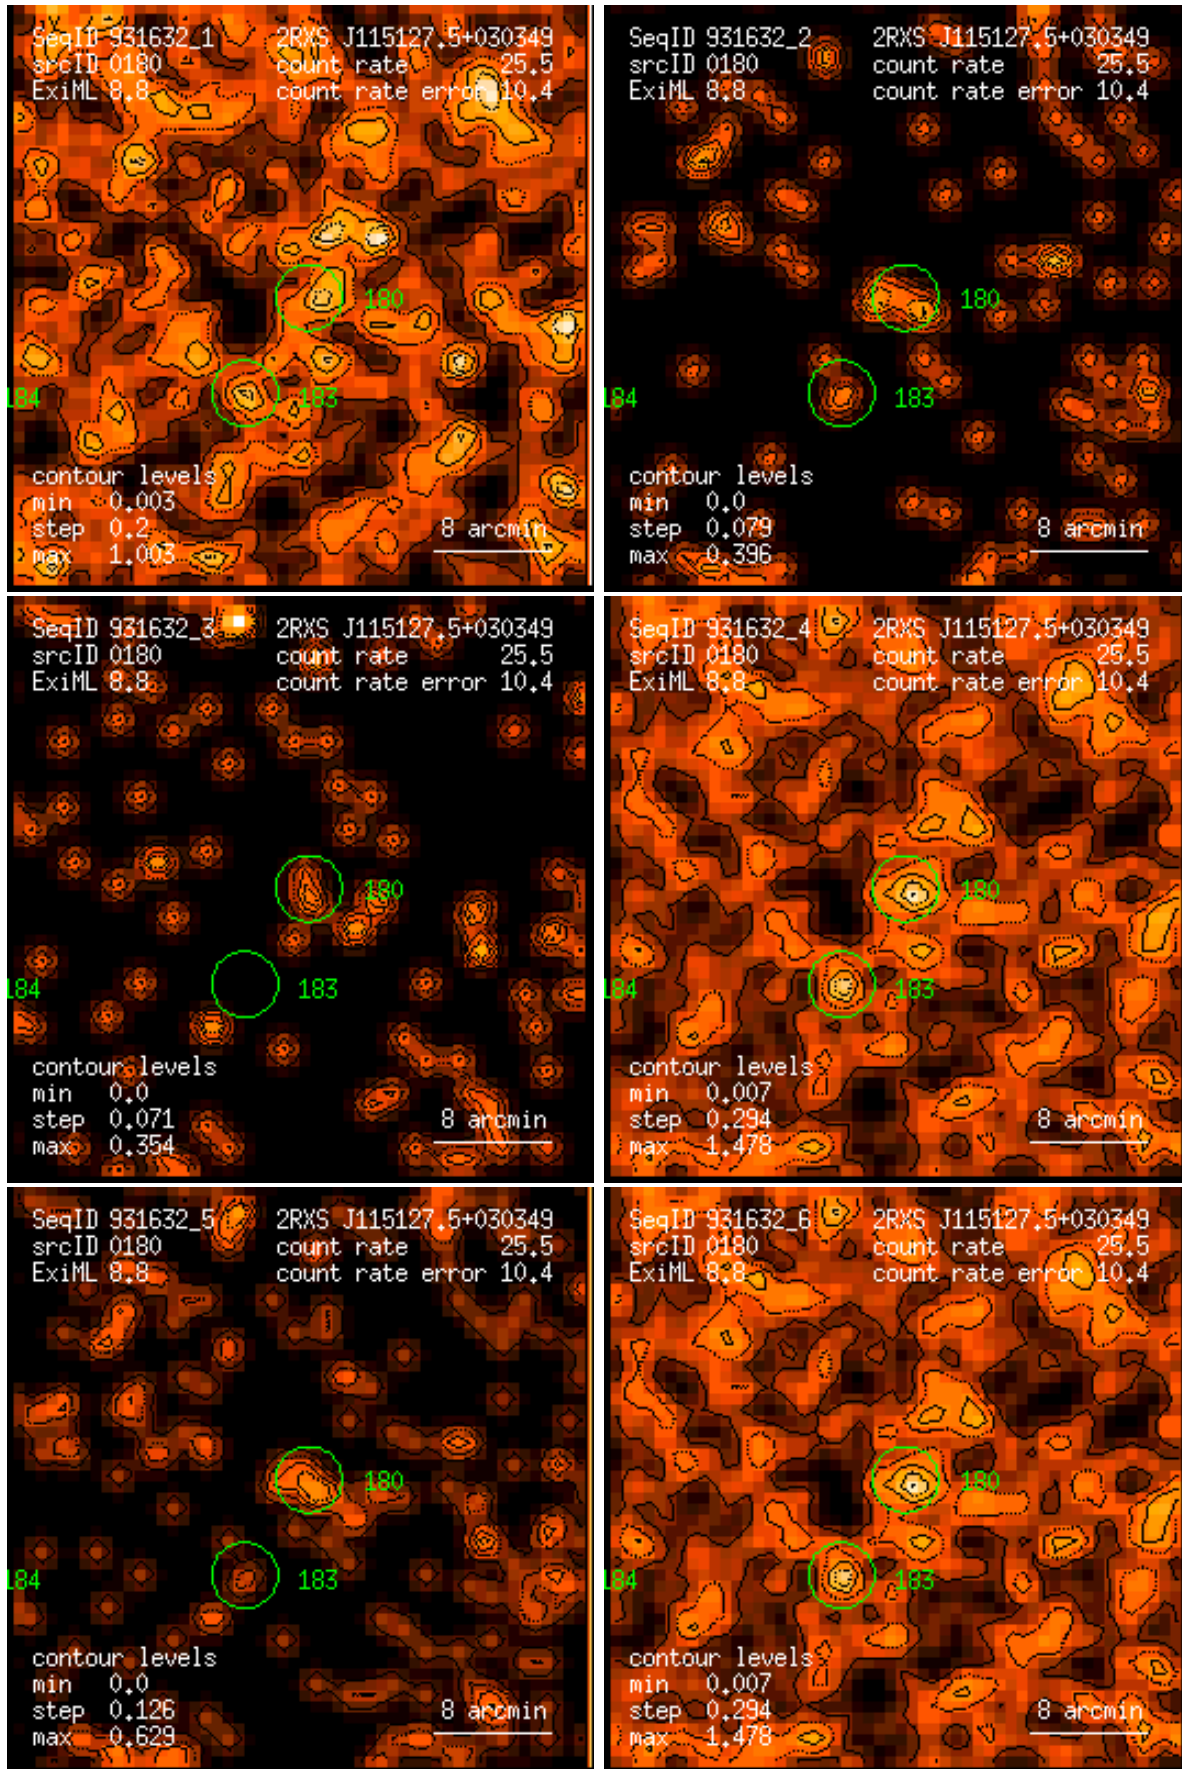 SeqID 931632_1 2RXS J115127.5+030349
srcID 0180 count rate 25.5
ExiML 8.8 count rate error 10.4
180
184 183
contour levels
min 0.003
step 0.2 8 arcmin
max 1.003
SeqID 931632_2 2RXS J115127.5+030349
srcID 0180 count rate 25.5
ExiML 8.8 count rate error 10.4
180
184 183
contour levels
min 0.0
step 0.079 8 arcmin
max 0.396
SeqID 931632_3 2RXS J115127.5+030349
srcID 0180 count rate 25.5
ExiML 8.8 count rate error 10.4
180
184 183
contour levels
min 0.0
step 0.071 8 arcmin
max 0.354
SeqID 931632_4 2RXS J115127.5+030349
srcID 0180 count rate 25.5
ExiML 8.8 count rate error 10.4
180
184 183
contour levels
min 0.007
step 0.294 8 arcmin
max 1.478
SeqID 931632_5 2RXS J115127.5+030349
srcID 0180 count rate 25.5
ExiML 8.8 count rate error 10.4
180
184 183
contour levels
min 0.0
step 0.126 8 arcmin
max 0.629
SeqID 931632_6 2RXS J115127.5+030349
srcID 0180 count rate 25.5
ExiML 8.8 count rate error 10.4
180
184 183
contour levels
min 0.007
step 0.294 8 arcmin
max 1.478